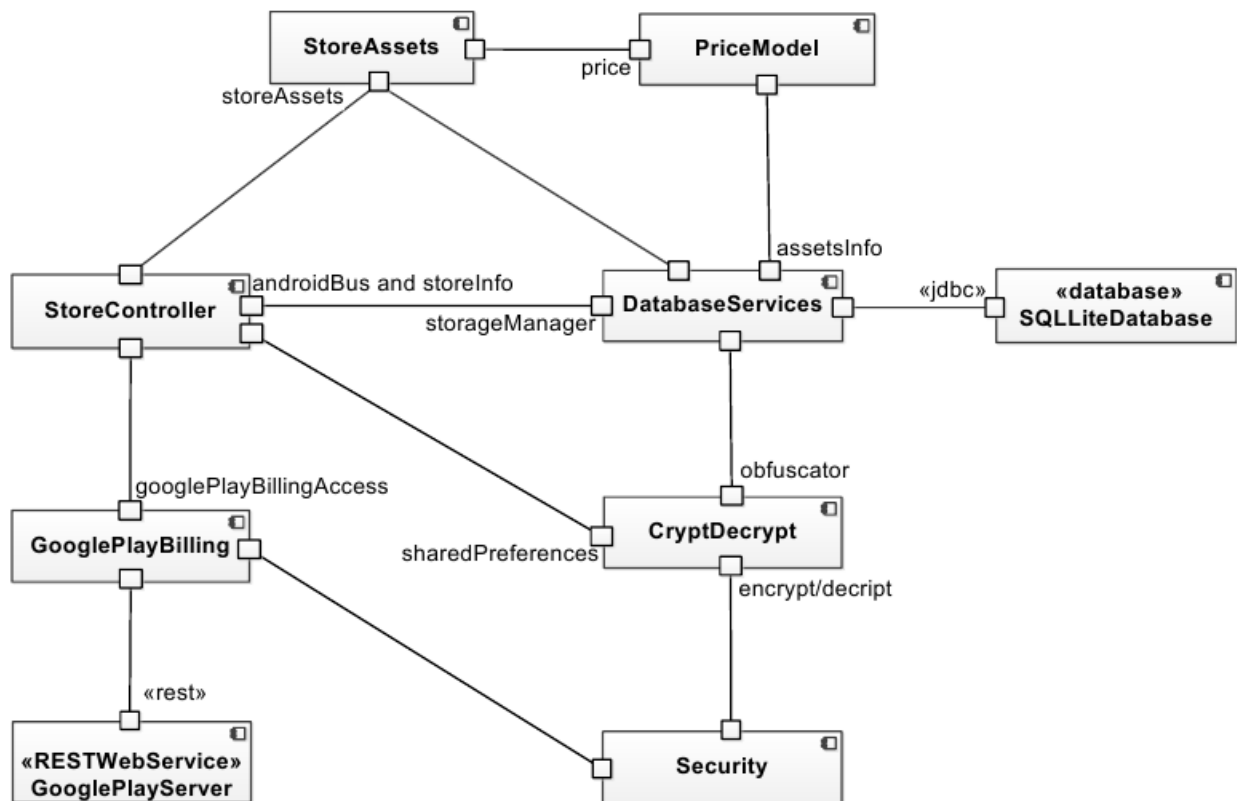 StoreAssets
PriceModel
price
storeAssets
assetsInfo
androidBus and storeInfo
StoreController
DatabaseServices
«jdbc»
«database»
SQLLiteDatabase
storageManager
obfuscator
googlePlayBillingAccess
GooglePlayBilling
CryptDecrypt
sharedPreferences
encrypt/decript
«rest»
«RESTWebService»
GooglePlayServer
Security